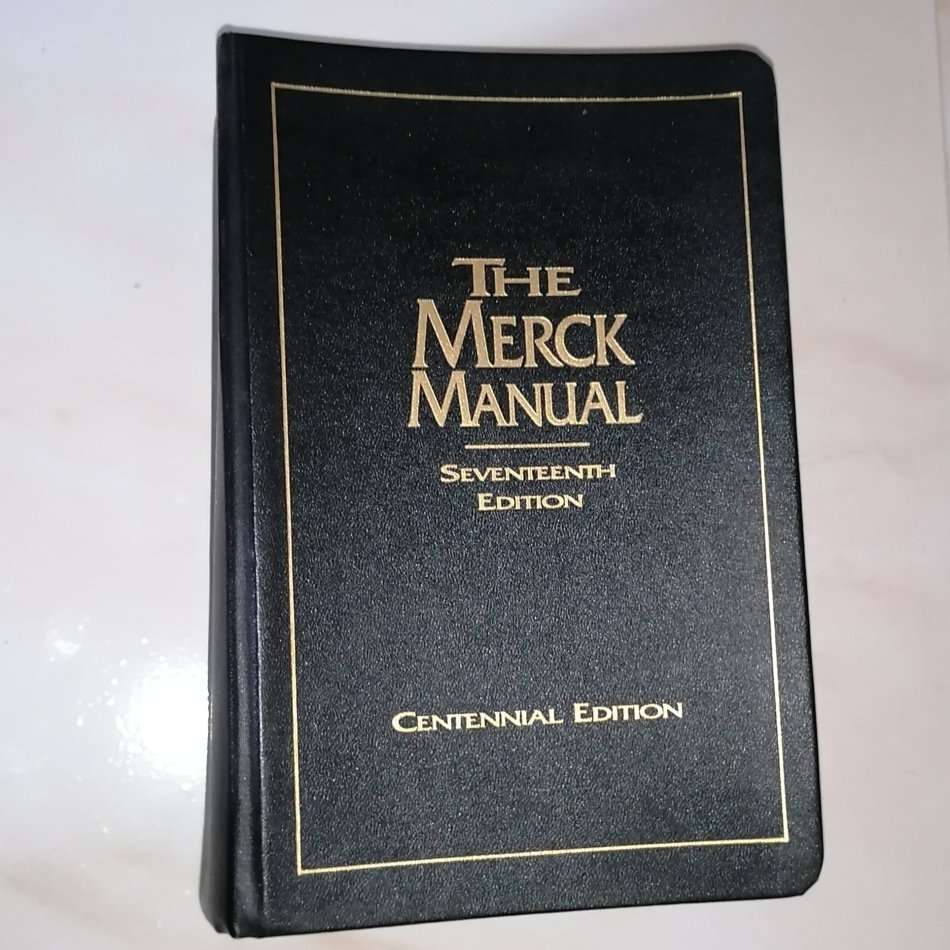 THE
MERCK
MANUAL
SEVENTEENTH
EDITION
CENTENNIAL EDITION